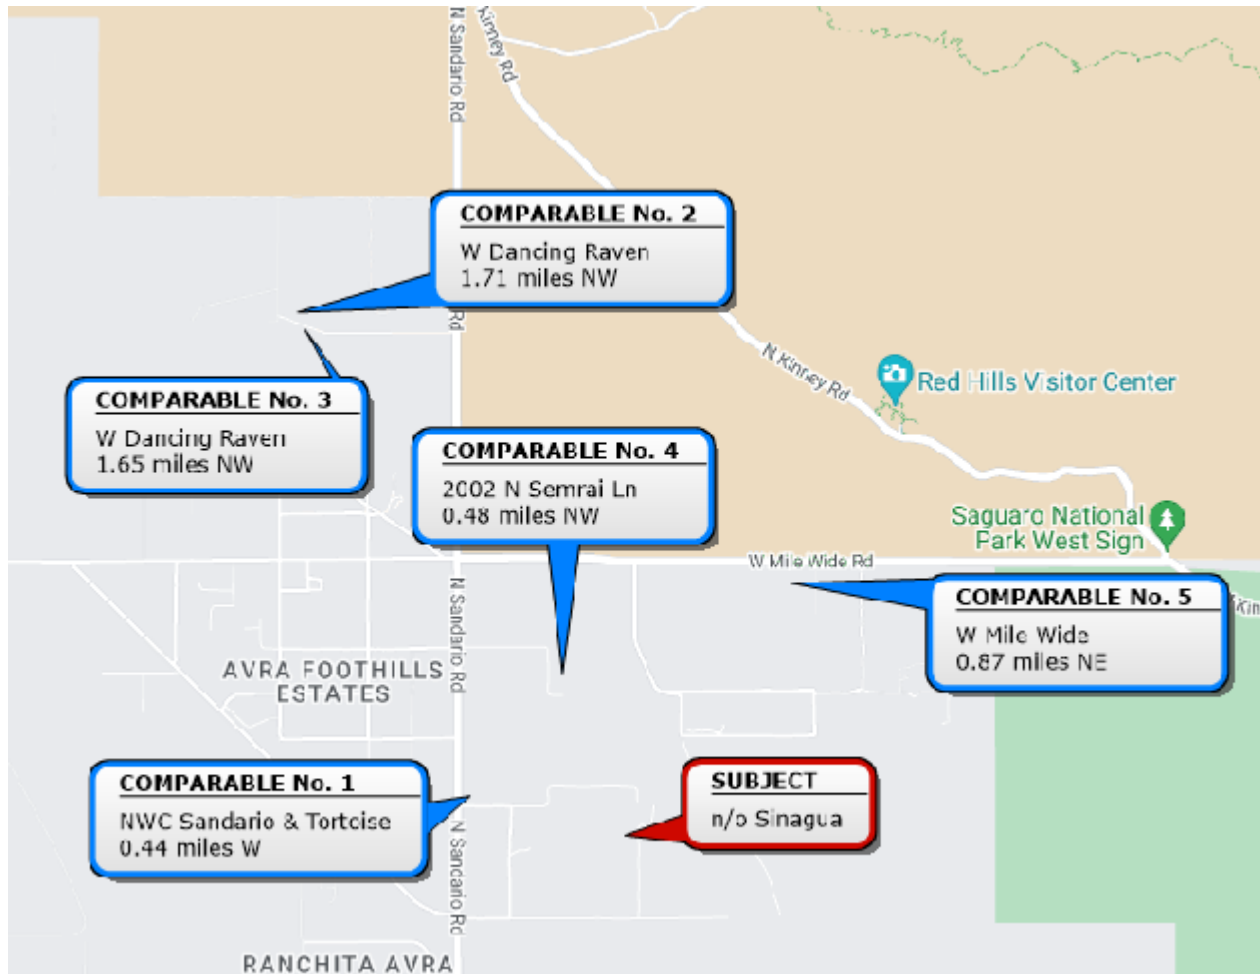 N Sandario Rd
Kinney Rd
COMPARABLE No. 2
W Dancing Raven
1.71 miles NW
Rd
N Kinney Rd
Red Hills Visitor Center
COMPARABLE No. 3
W Dancing Raven
1.65 miles NW
COMPARABLE No. 4
2002 N Semrai Ln
0.48 miles NW
Saguaro National
Park West Sign
W Mile Wide Rd
N Sandario Rd
COMPARABLE No. 5
W Mile Wide
0.87 miles NE
Kin
AVRA FOOTHILLS
ESTATES
COMPARABLE No. 1
NWC Sandario & Tortoise
0.44 miles W
SUBJECT
n/o Sinagua
N Sandario Rd
RANCHITA AVRA